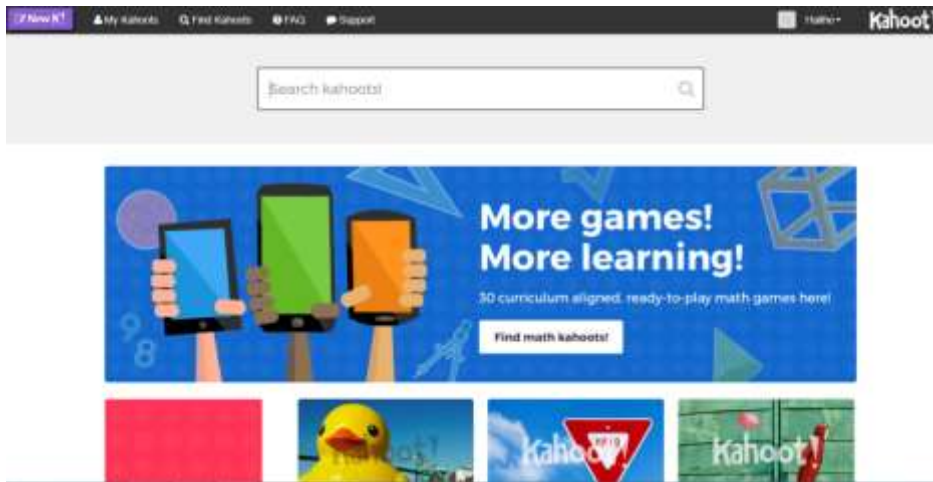 New K!
My Kahoots
Find Kahoots
FAQ
Support
Kahoot!
Search kahoots!
More games!
More learning!
30 curriculum aligned, ready-to-play math games here!
Find math kahoots!
98
Kahoot!
Kahoot!
Kahoot!